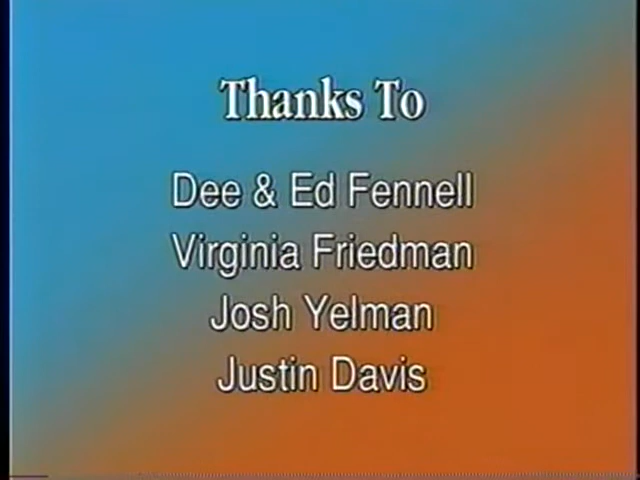 Thanks To
Dee & Ed Fennell
Virginia Friedman
Josh Yelman
Justin Davis